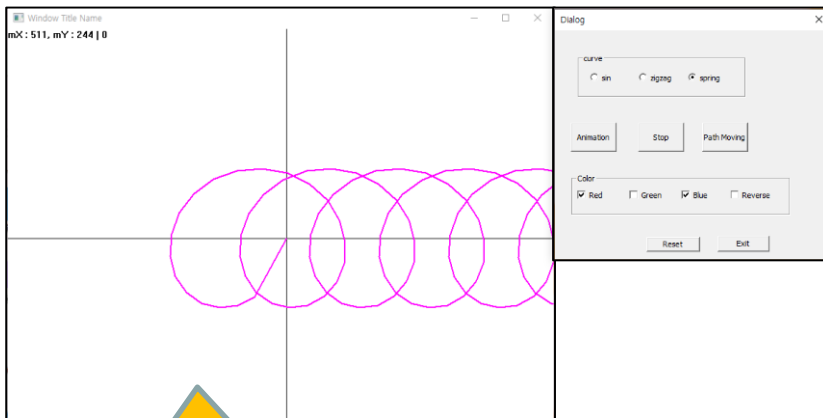 Window Title Name
mX : 511, mY : 244 | 0
Dialog
curve
sin zigzag spring
Animation Stop Path Moving
Color
Red Green Blue Reverse
Reset Exit